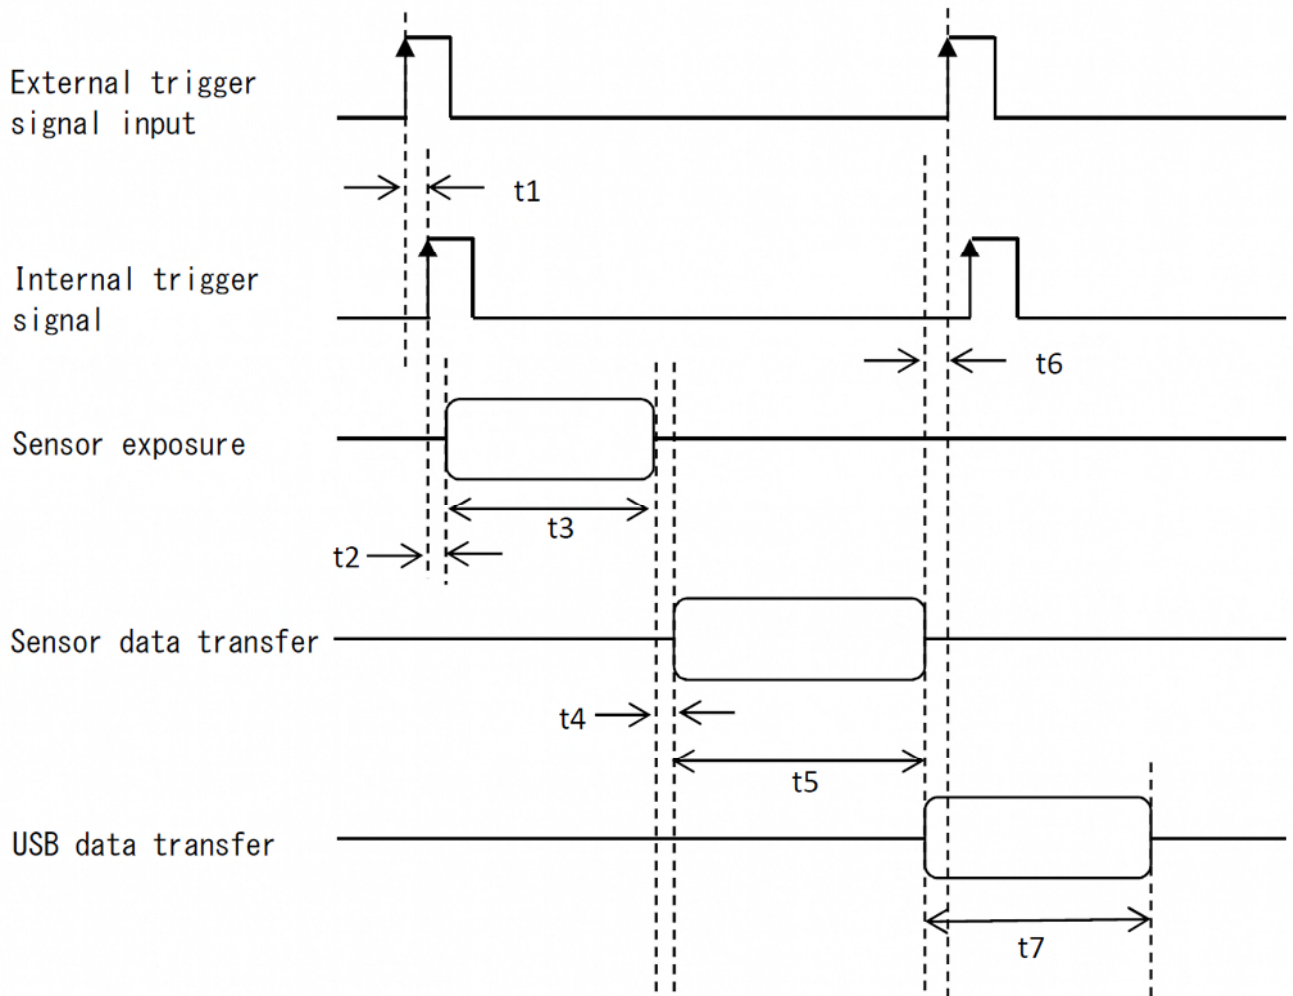 External trigger
signal input
t1
Internal trigger
signal
t6
Sensor exposure
t3
t2
Sensor data transfer
t4
t5
USB data transfer
t7